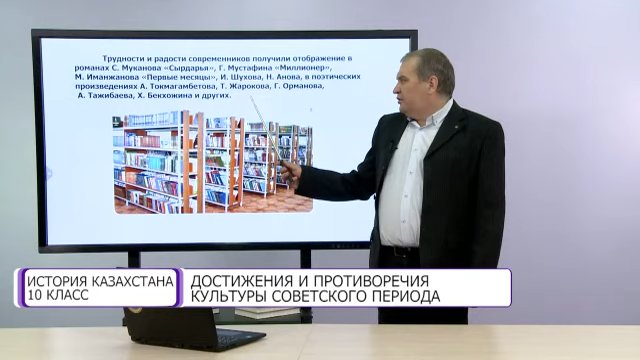 Трудности и радости современников получили отображение в
романах С. Муканова «Сырдарья», Г. Мустафина «Миллионер»,
М. Иманжанова «Первые месяцы», И. Шухова, Н. Анова, в поэтических
произведениях А. Токмагамбетова, Т. Жарокова, Г. Орманова,
А. Тажибаева, Х. Бекхожина и других.
ИСТОРИЯ КАЗАХСТАНА
10 КЛАСС
ДОСТИЖЕНИЯ И ПРОТИВОРЕЧИЯ
КУЛЬТУРЫ СОВЕТСКОГО ПЕРИОДА